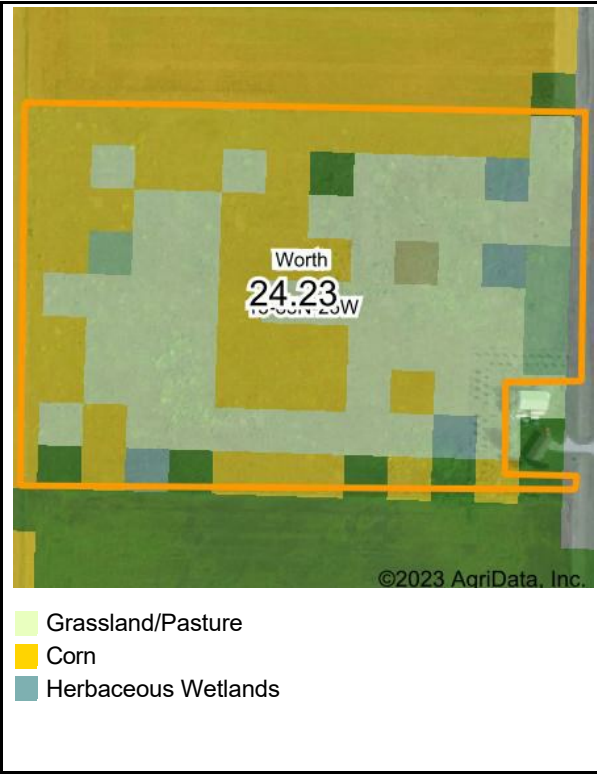 Worth
24.23
©2023 AgriData, Inc.
Grassland/Pasture
Corn
Herbaceous Wetlands